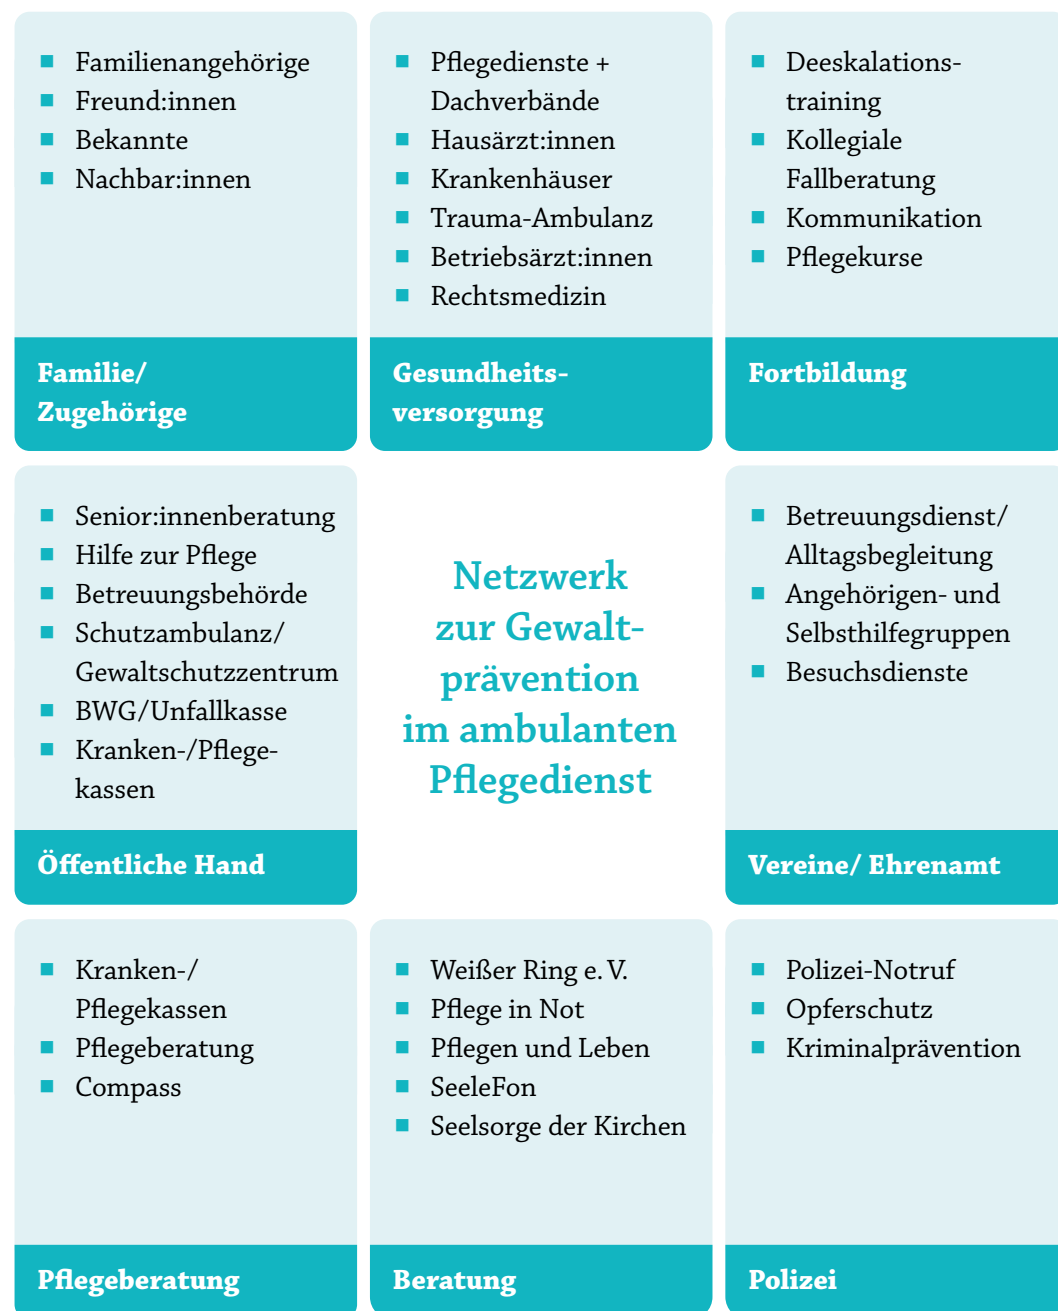 Familienangehörige
Freund:innen
Bekannte
Nachbar:innen
Familie/
Zugehörige
Pflegedienste +
Dachverbände
Hausärzt:innen
Krankenhäuser
Trauma-Ambulanz
Betriebsärzt:innen
Rechtsmedizin
Gesundheits-
versorgung
Deeskalations-
training
Kollegiale
Fallberatung
Kommunikation
Pflegekurse
Fortbildung
Senior:innenberatung
Hilfe zur Pflege
Betreuungsbehörde
Schutzambulanz/
Gewaltschutzzentrum
BWG/Unfallkasse
Kranken-/Pflege-
kassen
Öffentliche Hand
Netzwerk
zur Gewalt-
prävention
im ambulanten
Pflegedienst
Betreuungsdienst/
Alltagsbegleitung
Angehörigen- und
Selbsthilfegruppen
Besuchsdienste
Vereine/ Ehrenamt
Kranken-/
Pflegekassen
Pflegeberatung
Compass
Pflegeberatung
Weißer Ring e. V.
Pflege in Not
Pflegen und Leben
SeeleFon
Seelsorge der Kirchen
Beratung
Polizei-Notruf
Opferschutz
Kriminalprävention
Polizei